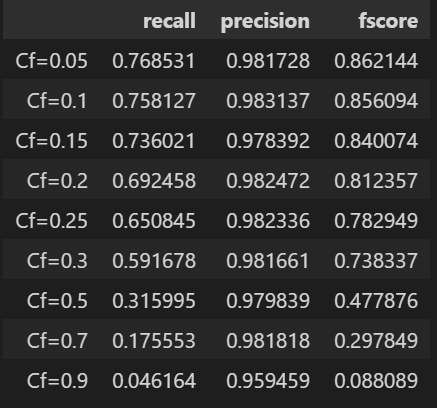 recall precision fscore
Cf=0.05 0.768531 0.981728 0.862144
Cf=0.1 0.758127 0.983137 0.856094
Cf=0.15 0.736021 0.978392 0.840074
Cf=0.2 0.692458 0.982472 0.812357
Cf=0.25 0.650845 0.982336 0.782949
Cf=0.3 0.591678 0.981661 0.738337
Cf=0.5 0.315995 0.979839 0.477876
Cf=0.7 0.175553 0.981818 0.297849
Cf=0.9 0.046164 0.959459 0.088089